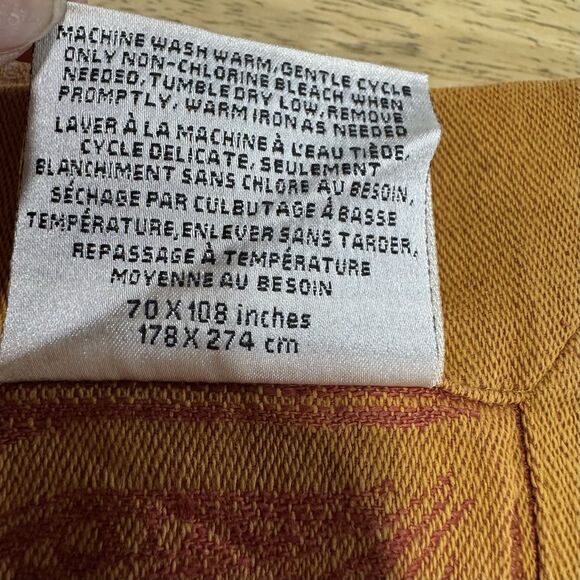 MACHINE WASH WARM, GENTLE CYCLE
ONLY NON-CHLORINE BLEACH WHEN
NEEDED, TUMBLE DRY LOW, REMOVE
PROMPTLY, WARM IRON AS NEEDED
LAVER À LA MACHINE À L'EAU TIÈDE,
CYCLE DELICATE, SEULEMENT
BLANCHIMENT SANS CHLORE AU BESOIN,
SÉCHAGE PAR CULBUTAGE À BASSE
TEMPÉRATURE, ENLEVER SANS TARDER,
REPASSAGE À TEMPÉRATURE
MOYENNE AU BESOIN
70 X 108 inches
178 X 274 cm